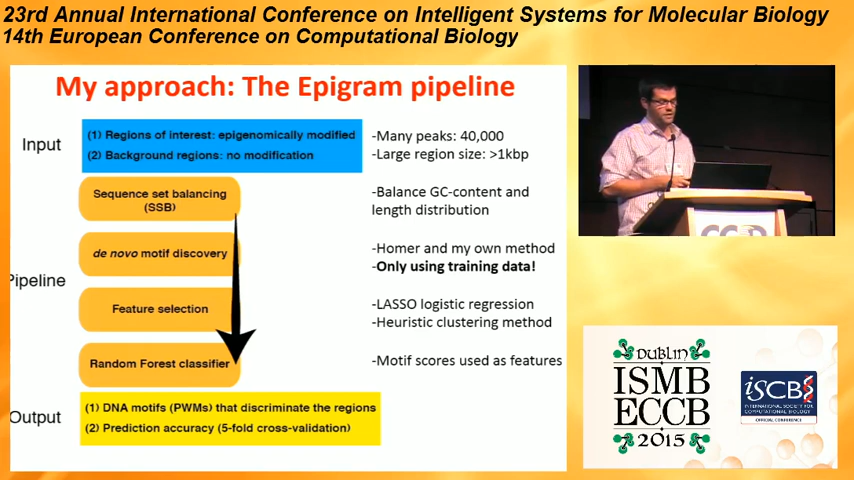 23rd Annual International Conference on Intelligent Systems for Molecular Biology
14th European Conference on Computational Biology
My approach: The Epigram pipeline
Input
(1) Regions of interest: epigenomically modified
(2) Background regions: no modification
-Many peaks: 40,000
-Large region size: >1kbp
Sequence set balancing
(SSB)
-Balance GC-content and
length distribution
Pipeline
de novo motif discovery
-Homer and my own method
-Only using training data!
Feature selection
-LASSO logistic regression
-Heuristic clustering method
Random Forest classifier
-Motif scores used as features
Output
(1) DNA motifs (PWMs) that discriminate the regions
(2) Prediction accuracy (5-fold cross-validation)
DUBLIN
ISMB
ECCB
2015
iSCB
INTERNATIONAL SOCIETY FOR
COMPUTATIONAL BIOLOGY
OFFICIAL CONFERENCE